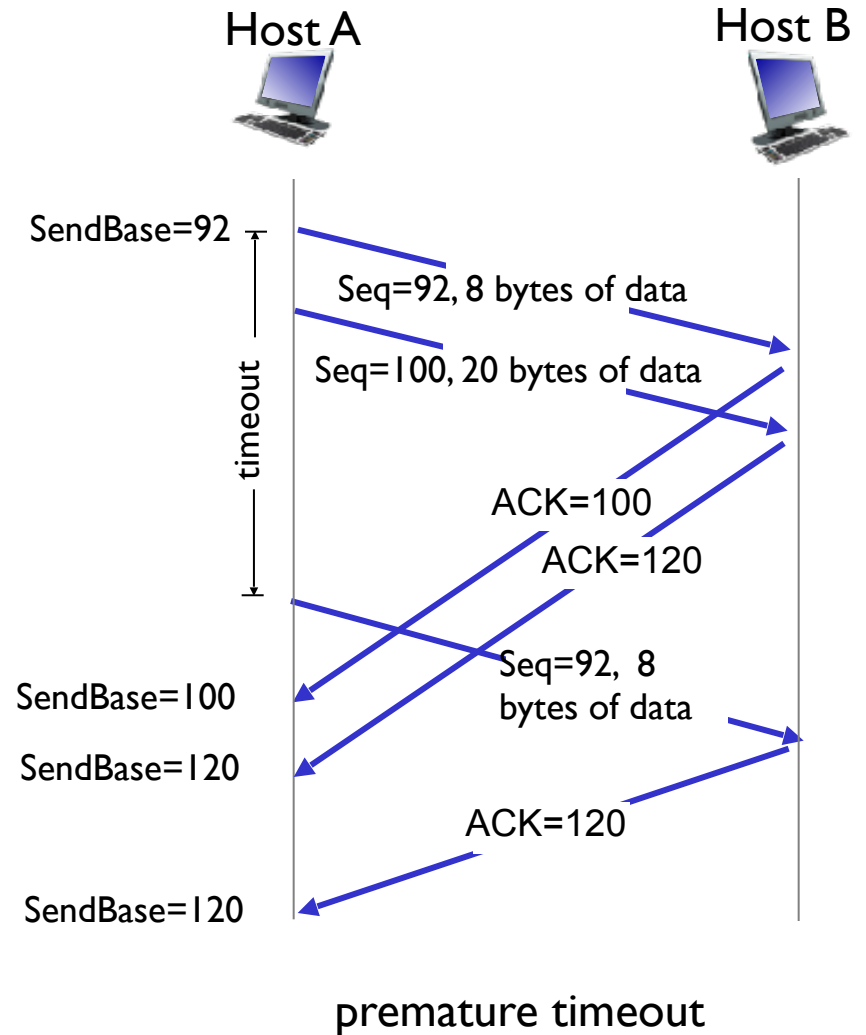 Host A
Host B
SendBase=92
Seq=92, 8 bytes of data
Seq=100, 20 bytes of data
timeout
ACK=100
ACK=120
Seq=92, 8
bytes of data
SendBase=100
SendBase=120
ACK=120
SendBase=120
premature timeout